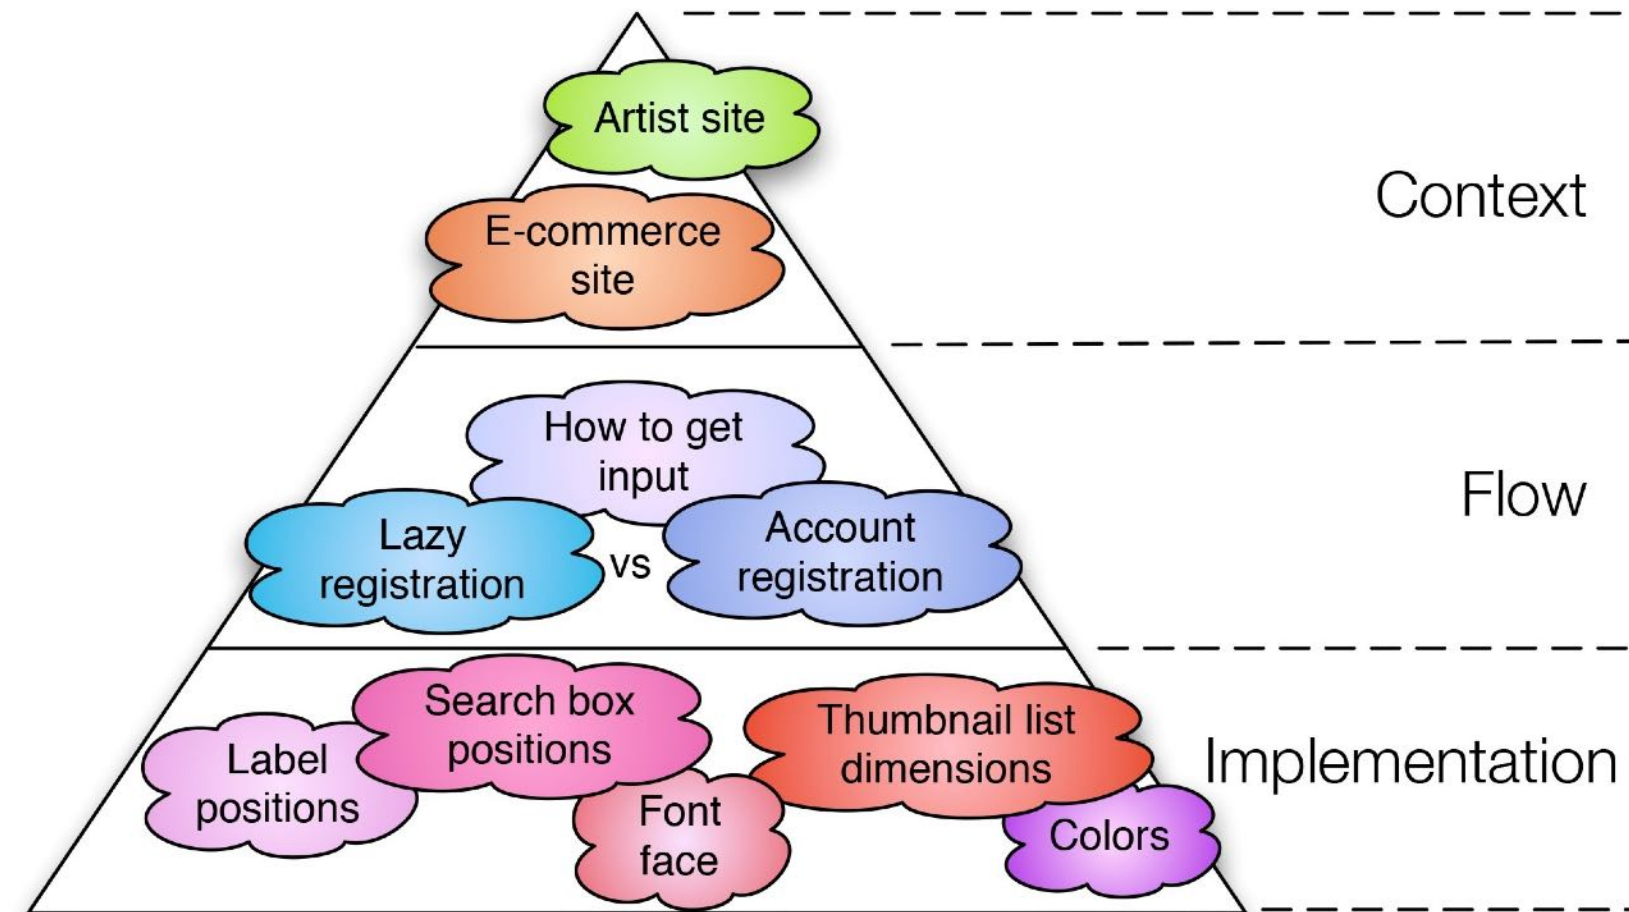 Artist site
E-commerce
site
Context
How to get
input
Lazy
registration
vs
Account
registration
Flow
Search box
positions
Label
positions
Font
face
Thumbnail list
dimensions
Colors
Implementation